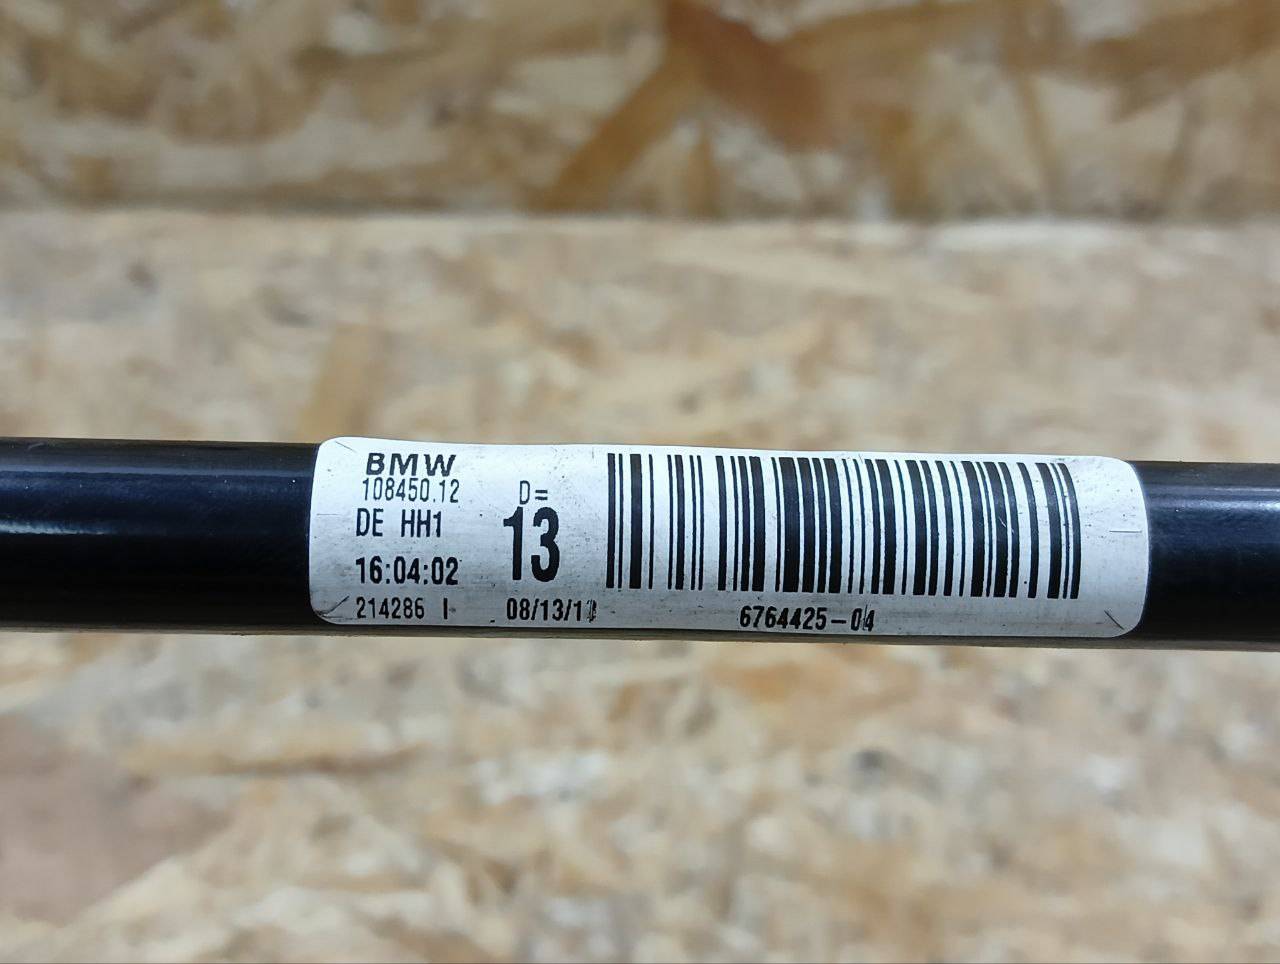 BMW
108450.12
DE HH1
16:04:02
214286 I
D=
13
6764425-04